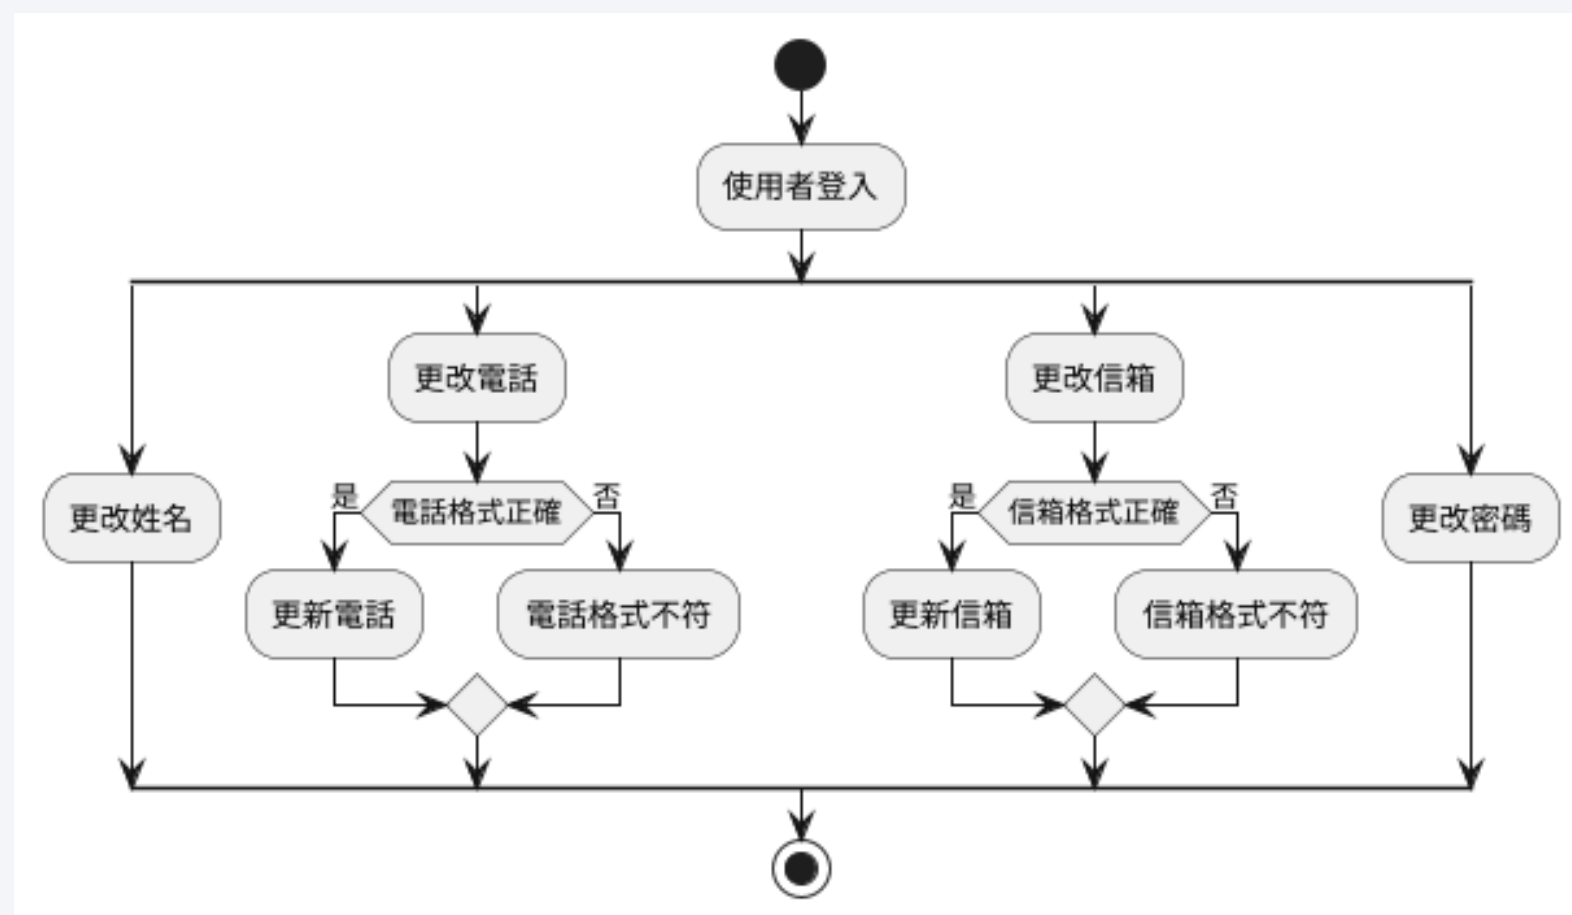 使用者登入
更改姓名
更改電話
是
電話格式正確
否
更新電話
電話格式不符
更改信箱
是
信箱格式正確
否
更新信箱
信箱格式不符
更改密碼